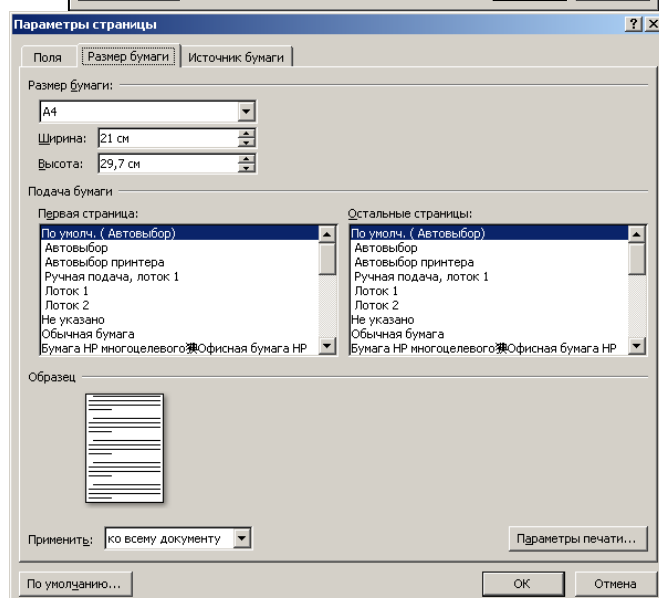 Параметры страницы
Поля Размер бумаги Источник бумаги
Размер бумаги:
A4
Ширина: 21 см
Высота: 29,7 см
Подача бумаги
Первая страница:
По умолч. ( Автовыбор)
Автовыбор
Автовыбор принтера
Ручная подача, лоток 1
Лоток 1
Лоток 2
Не указано
Обычная бумага
Бумага HP многоцелевого Офисная бумага HP
Остальные страницы:
По умолч. ( Автовыбор)
Автовыбор
Автовыбор принтера
Ручная подача, лоток 1
Лоток 1
Лоток 2
Не указано
Обычная бумага
Бумага HP многоцелевого Офисная бумага HP
Образец
Применить: ко всему документу
Параметры печати...
По умолчанию... ОК Отмена